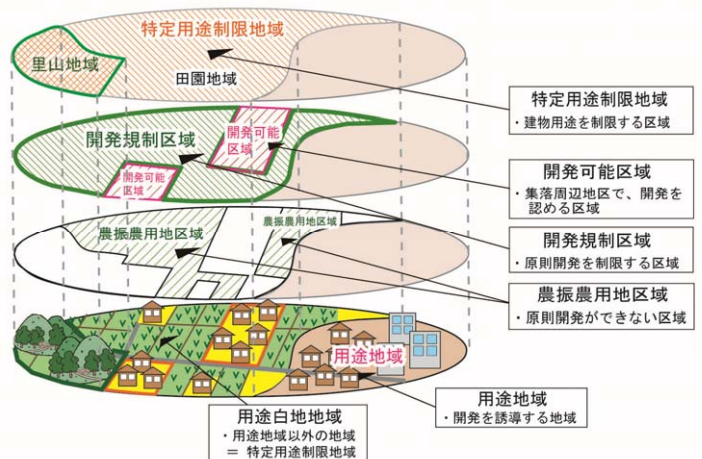 特定用途制限地域
里山地域
田園地域
特定用途制限地域
・建物用途を制限する区域
開発規制区域
開発可能
区域
開発可能
区域
開発可能区域
・集落周辺地区で、開発を
認める区域
開発規制区域
・原則開発を制限する区域
農振農用地区域
農振農用地区域
農振農用地区域
・原則開発ができない区域
用途地域
用途地域
・開発を誘導する地域
用途白地地域
・用途地域以外の地域
= 特定用途制限地域